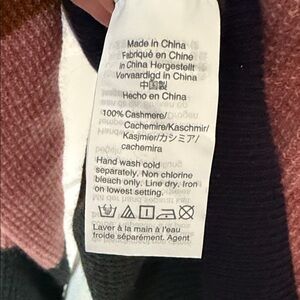 Made in China
Fabriqué en Chine
in China Hergestellt
Vervaardigd in China
中国製
Hecho en China
100% Cashmere/
Cachemire/Kaschmir/
Kasjmier/カシミア/
cachemira
Hand wash cold
separately. Non chlorine
bleach only. Line dry. Iron
on lowest setting.
Laver à la main à l'eau
froide séparément. Agent